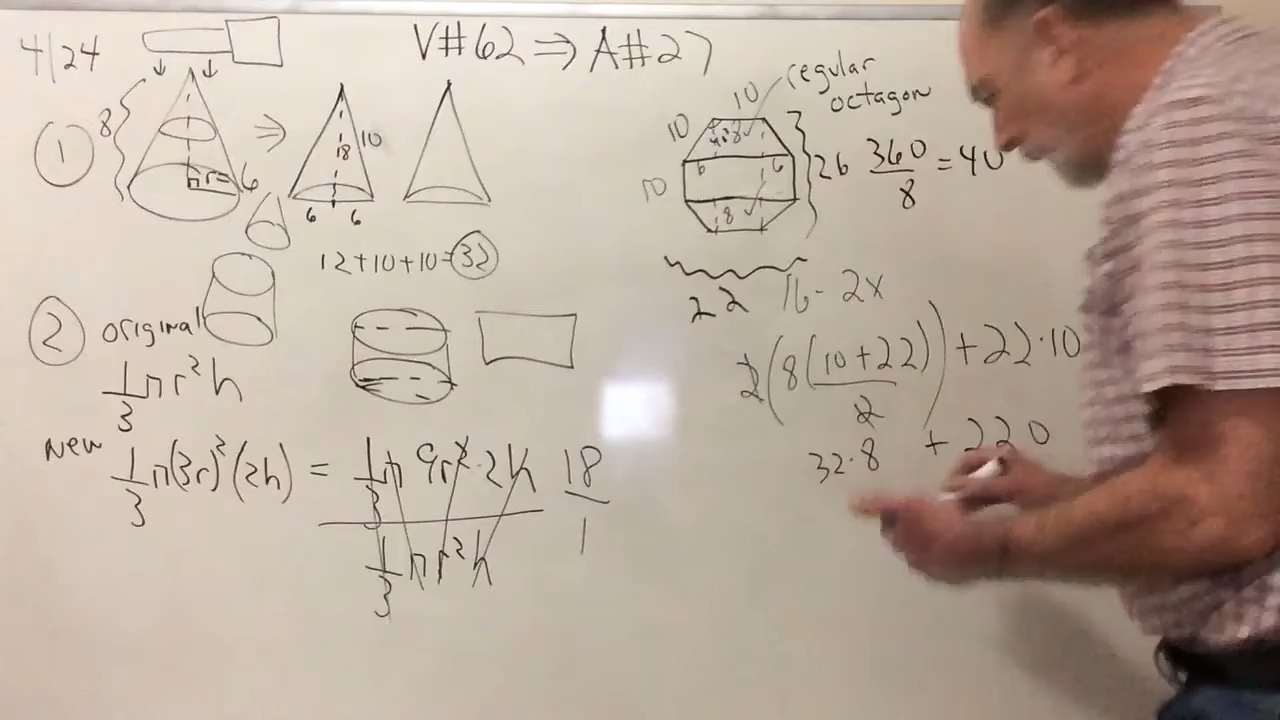 4/24
V#62 ⇒ A#27
1
8
r=6
⇒
18
10
6 6
12+10+10=32
2 original
1/3 πr²h
new
1/3 π(3r)²(2h) = 1/3 π 9r² · 2h
1/3 πr²h
18/1
regular
octagon
10
10
8
6 6
10
8
26
360/8 = 40
22 16-2x
2(8(10+22)/2) + 22·10
32·8 + 220